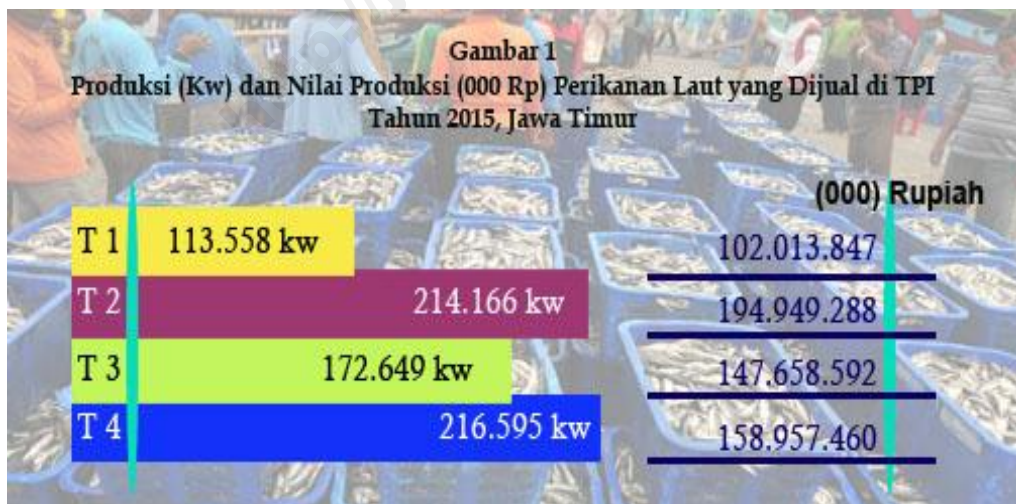 Gambar 1
Produksi (Kw) dan Nilai Produksi (000 Rp) Perikanan Laut yang Dijual di TPI
Tahun 2015, Jawa Timur
(000) Rupiah
T 1 113.558 kw 102.013.847
T 2 214.166 kw 194.949.288
T 3 172.649 kw 147.658.592
T 4 216.595 kw 158.957.460